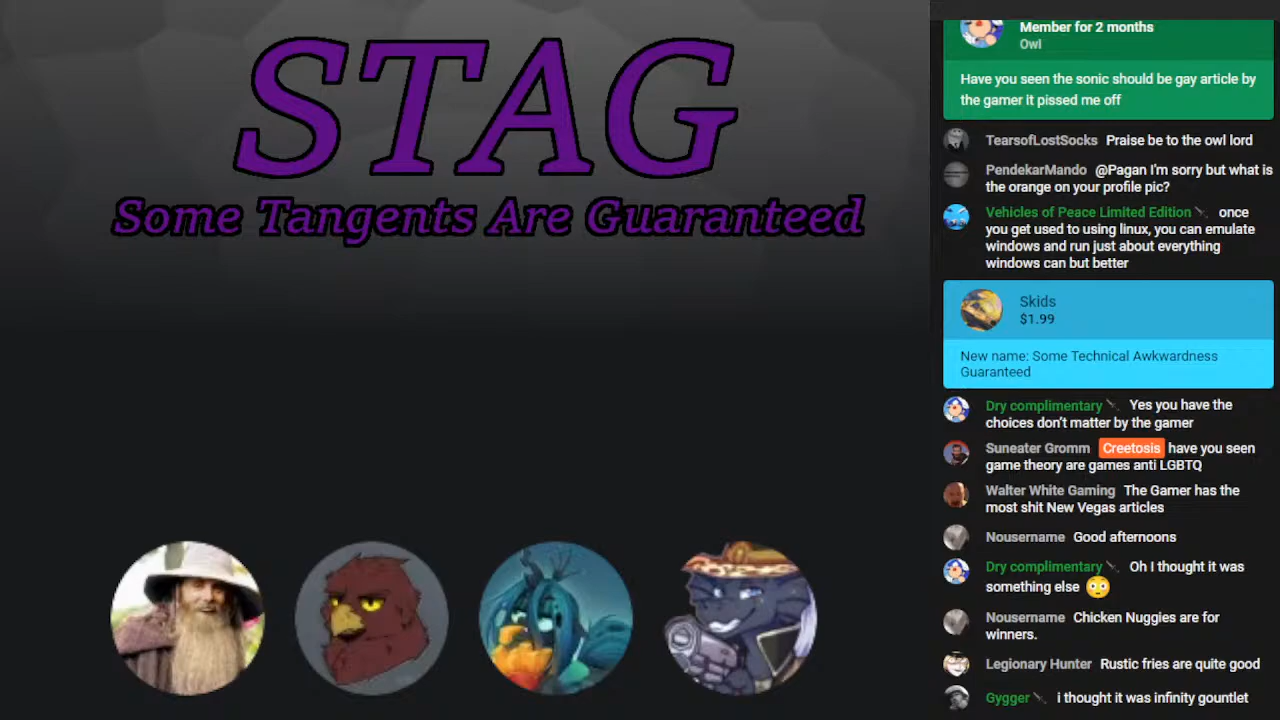 STAG
Some Tangents Are Guaranteed
Member for 2 months
Owl
Have you seen the sonic should be gay article by
the gamer it pissed me off
TearsofLostSocks Praise be to the owl lord
PendekarMando @Pagan I'm sorry but what is
the orange on your profile pic?
Vehicles of Peace Limited Edition once
you get used to using linux, you can emulate
windows and run just about everything
windows can but better
Skids
$1.99
New name: Some Technical Awkwardness
Guaranteed
Dry complimentary Yes you have the
choices don't matter by the gamer
Suneater Gromm Creetosis have you seen
game theory are games anti LGBTQ
Walter White Gaming The Gamer has the
most shit New Vegas articles
Nousername Good afternoons
Dry complimentary Oh I thought it was
something else 😳
Nousername Chicken Nuggies are for
winners.
Legionary Hunter Rustic fries are quite good
Gygger i thought it was infinity gountlet